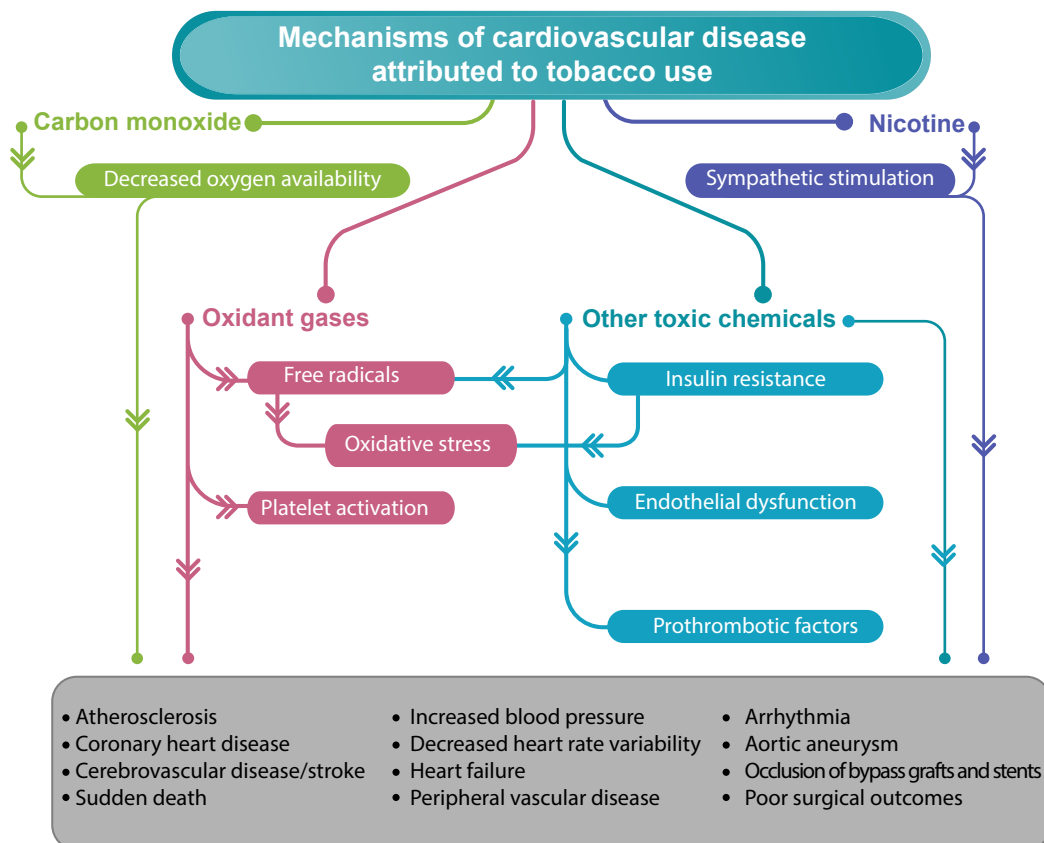 Mechanisms of cardiovascular disease
attributed to tobacco use
Carbon monoxide
Nicotine
Decreased oxygen availability
Sympathetic stimulation
Oxidant gases
Other toxic chemicals
Free radicals
Insulin resistance
Oxidative stress
Platelet activation
Endothelial dysfunction
Prothrombotic factors
• Atherosclerosis
• Coronary heart disease
• Cerebrovascular disease/stroke
• Sudden death
• Increased blood pressure
• Decreased heart rate variability
• Heart failure
• Peripheral vascular disease
• Arrhythmia
• Aortic aneurysm
• Occlusion of bypass grafts and stents
• Poor surgical outcomes